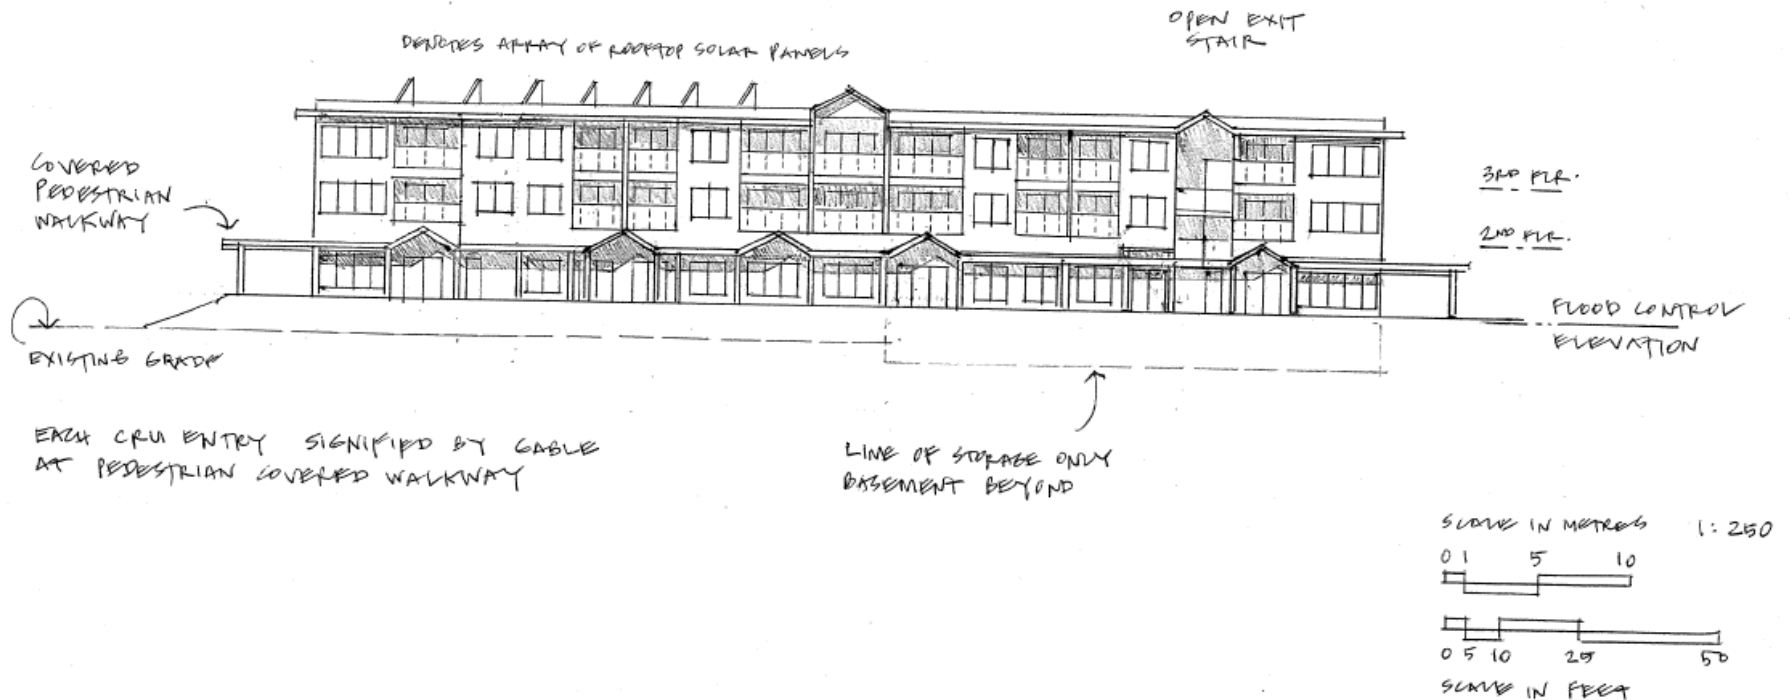 OPEN EXIT
STAIR
DENOTES ARRAY OF ROOFTOP SOLAR PANELS
COVERED
PEDESTRIAN
WALKWAY
3RD FLR.
2ND FLR.
FLOOD CONTROL
ELEVATION
EXISTING GRADE
EACH CRU ENTRY SIGNIFIED BY GABLE
AT PEDESTRIAN COVERED WALKWAY
LINE OF STORAGE ONLY
BASEMENT BEYOND
SCALE IN METRES 1:250
0 1 5 10
0 5 10 25 50
SCALE IN FEET